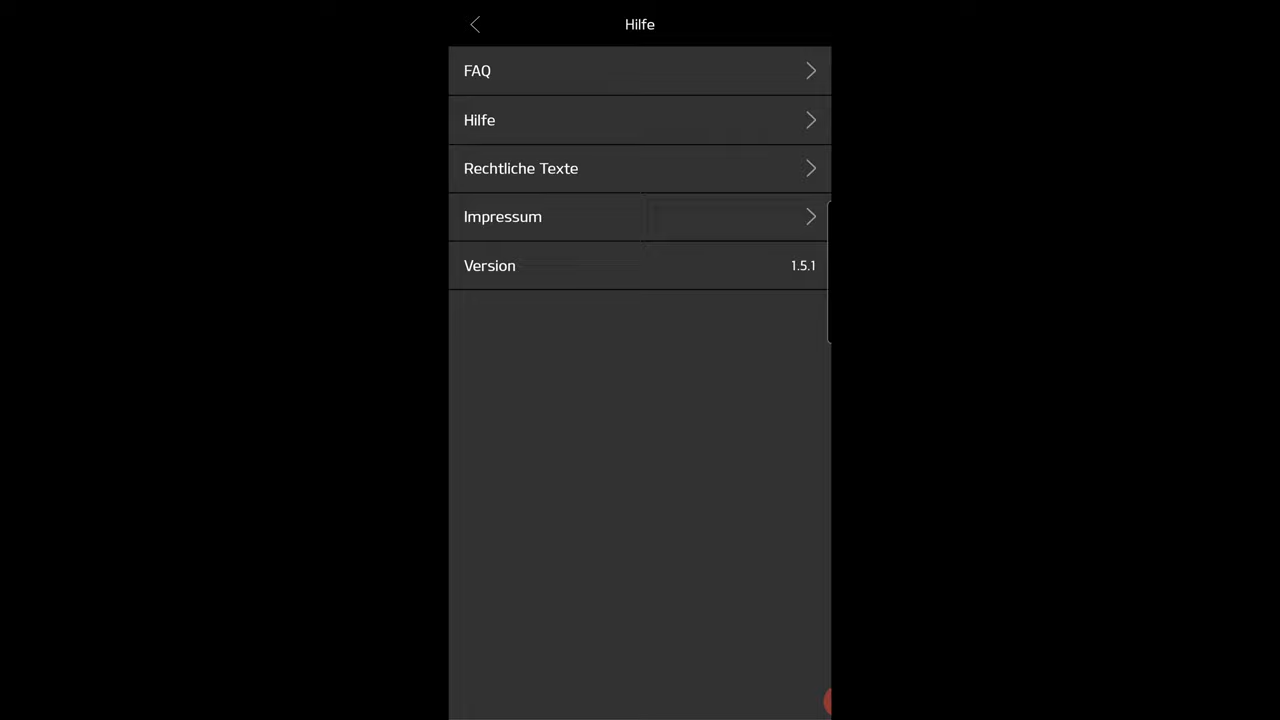 Hilfe
FAQ
Hilfe
Rechtliche Texte
Impressum
Version 1.5.1